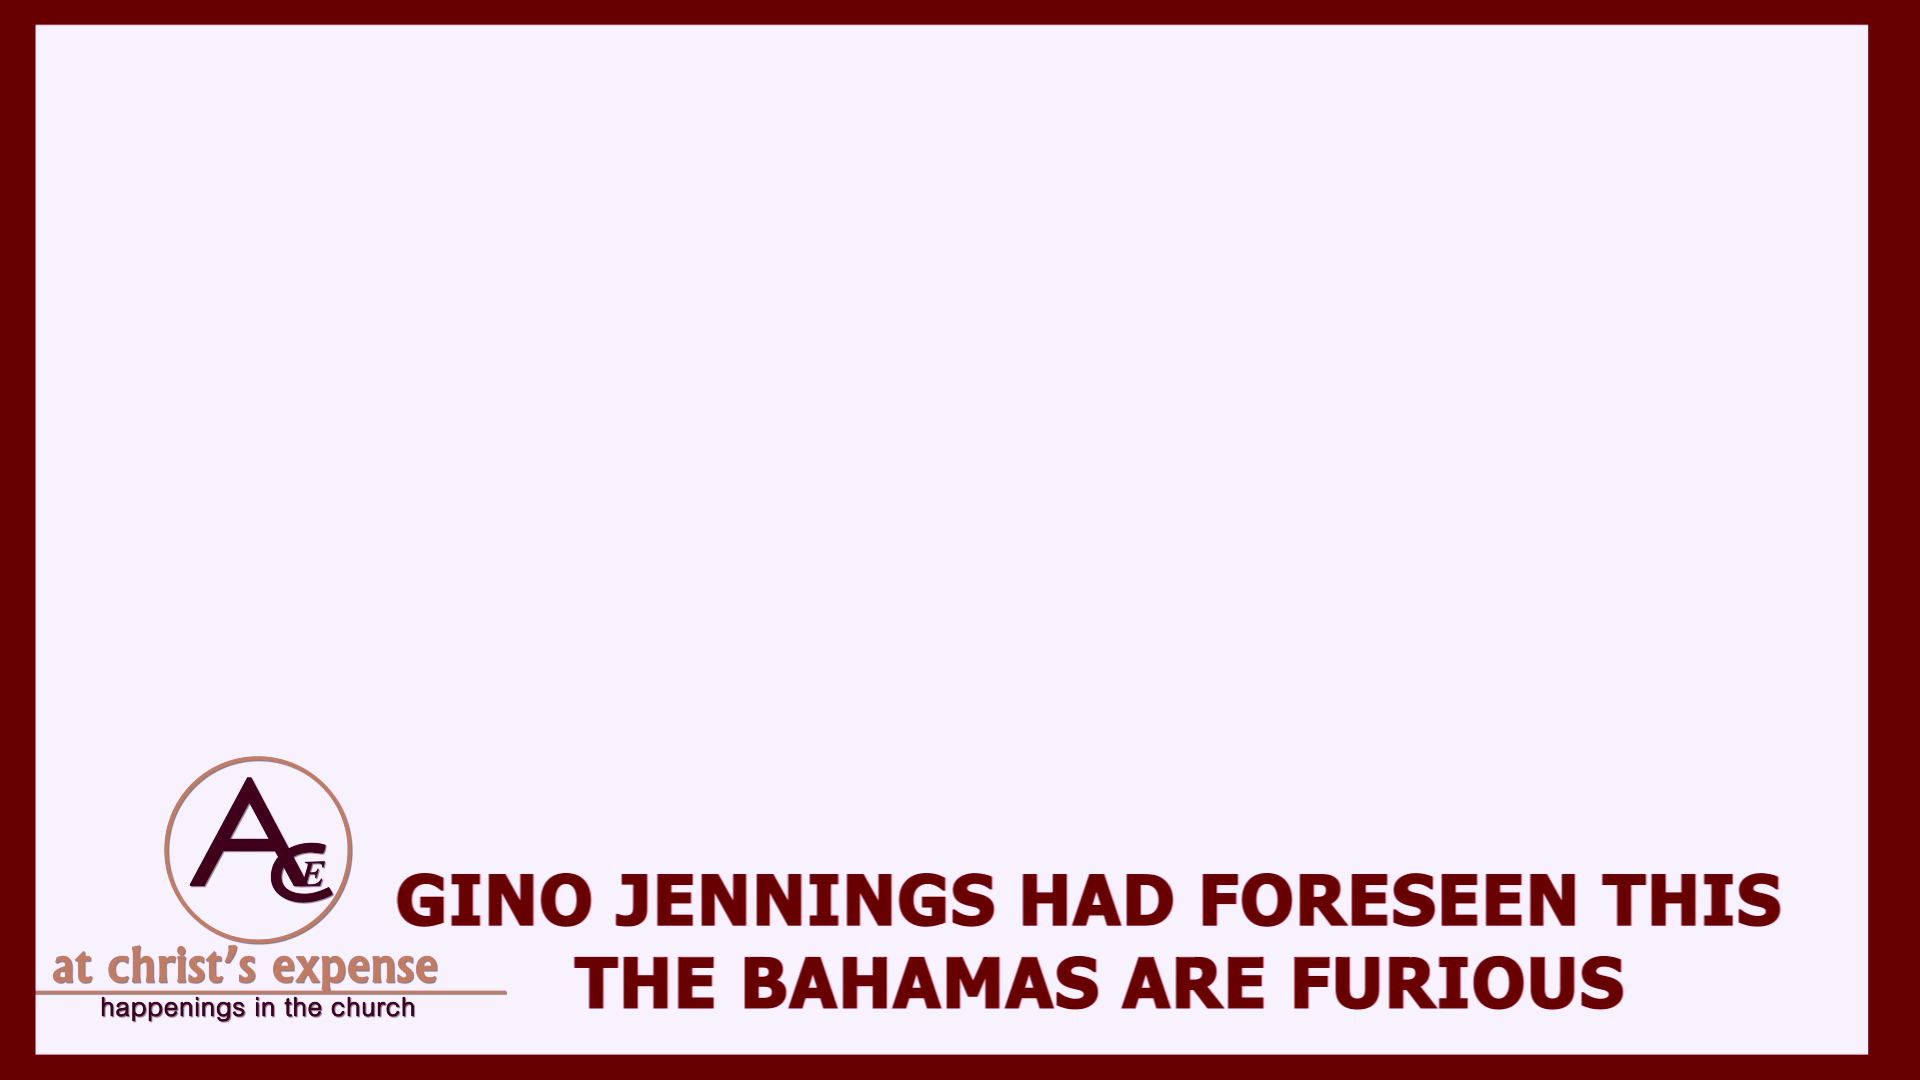 ACE
at christ's expense
happenings in the church
GINO JENNINGS HAD FORESEEN THIS
THE BAHAMAS ARE FURIOUS